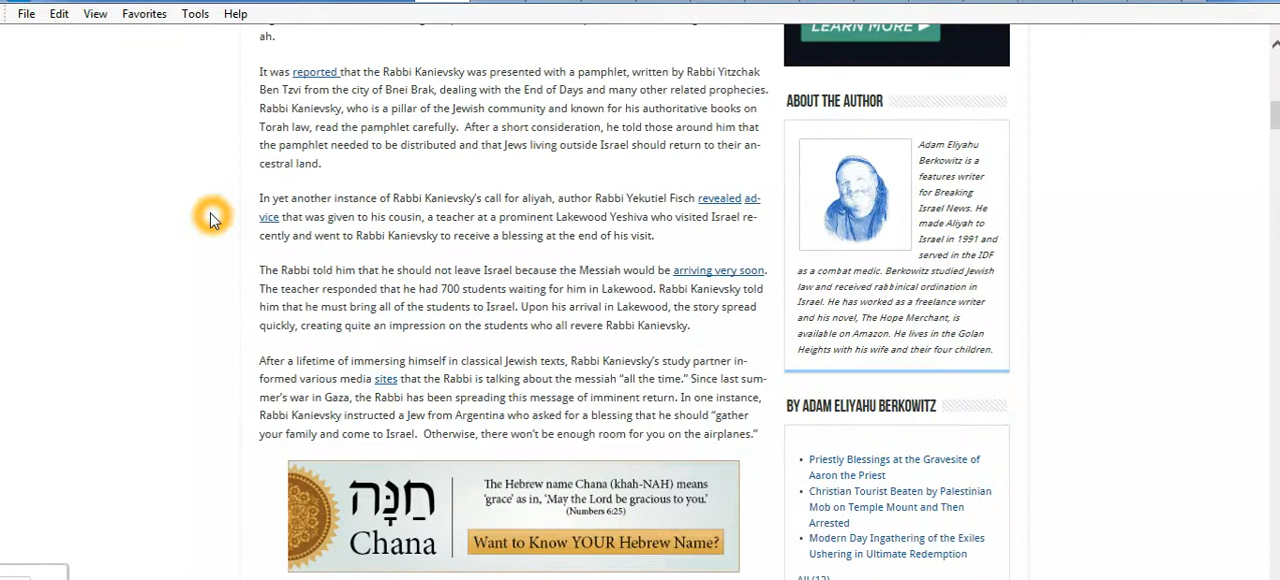 File Edit View Favorites Tools Help
ah.
It was reported that the Rabbi Kanievsky was presented with a pamphlet, written by Rabbi Yitzchak
Ben Tzvi from the city of Bnei Brak, dealing with the End of Days and many other related prophecies.
Rabbi Kanievsky, who is a pillar of the Jewish community and known for his authoritative books on
Torah law, read the pamphlet carefully. After a short consideration, he told those around him that
the pamphlet needed to be distributed and that Jews living outside Israel should return to their an-
cestral land.
In yet another instance of Rabbi Kanievsky's call for aliyah, author Rabbi Yekutiel Fisch revealed ad-
vice that was given to his cousin, a teacher at a prominent Lakewood Yeshiva who visited Israel re-
cently and went to Rabbi Kanievsky to receive a blessing at the end of his visit.
The Rabbi told him that he should not leave Israel because the Messiah would be arriving very soon.
The teacher responded that he had 700 students waiting for him in Lakewood. Rabbi Kanievsky told
him that he must bring all of the students to Israel. Upon his arrival in Lakewood, the story spread
quickly, creating quite an impression on the students who all revere Rabbi Kanievsky.
After a lifetime of immersing himself in classical Jewish texts, Rabbi Kanievsky's study partner in-
formed various media sites that the Rabbi is talking about the messiah “all the time.” Since last sum-
mer's war in Gaza, the Rabbi has been spreading this message of imminent return. In one instance,
Rabbi Kanievsky instructed a Jew from Argentina who asked for a blessing that he should “gather
your family and come to Israel. Otherwise, there won't be enough room for you on the airplanes.”
חַנָּה
Chana
The Hebrew name Chana (khah-NAH) means
'grace' as in, 'May the Lord be gracious to you.'
(Numbers 6:25)
Want to Know YOUR Hebrew Name?
LEARN MORE
ABOUT THE AUTHOR
Adam Eliyahu
Berkowitz is a
features writer
for Breaking
Israel News. He
made Aliyah to
Israel in 1991 and
served in the IDF
as a combat medic. Berkowitz studied Jewish
law and received rabbinical ordination in
Israel. He has worked as a freelance writer
and his novel, The Hope Merchant, is
available on Amazon. He lives in the Golan
Heights with his wife and their four children.
BY ADAM ELIYAHU BERKOWITZ
• Priestly Blessings at the Gravesite of
Aaron the Priest
• Christian Tourist Beaten by Palestinian
Mob on Temple Mount and Then
Arrested
• Modern Day Ingathering of the Exiles
Ushering in Ultimate Redemption